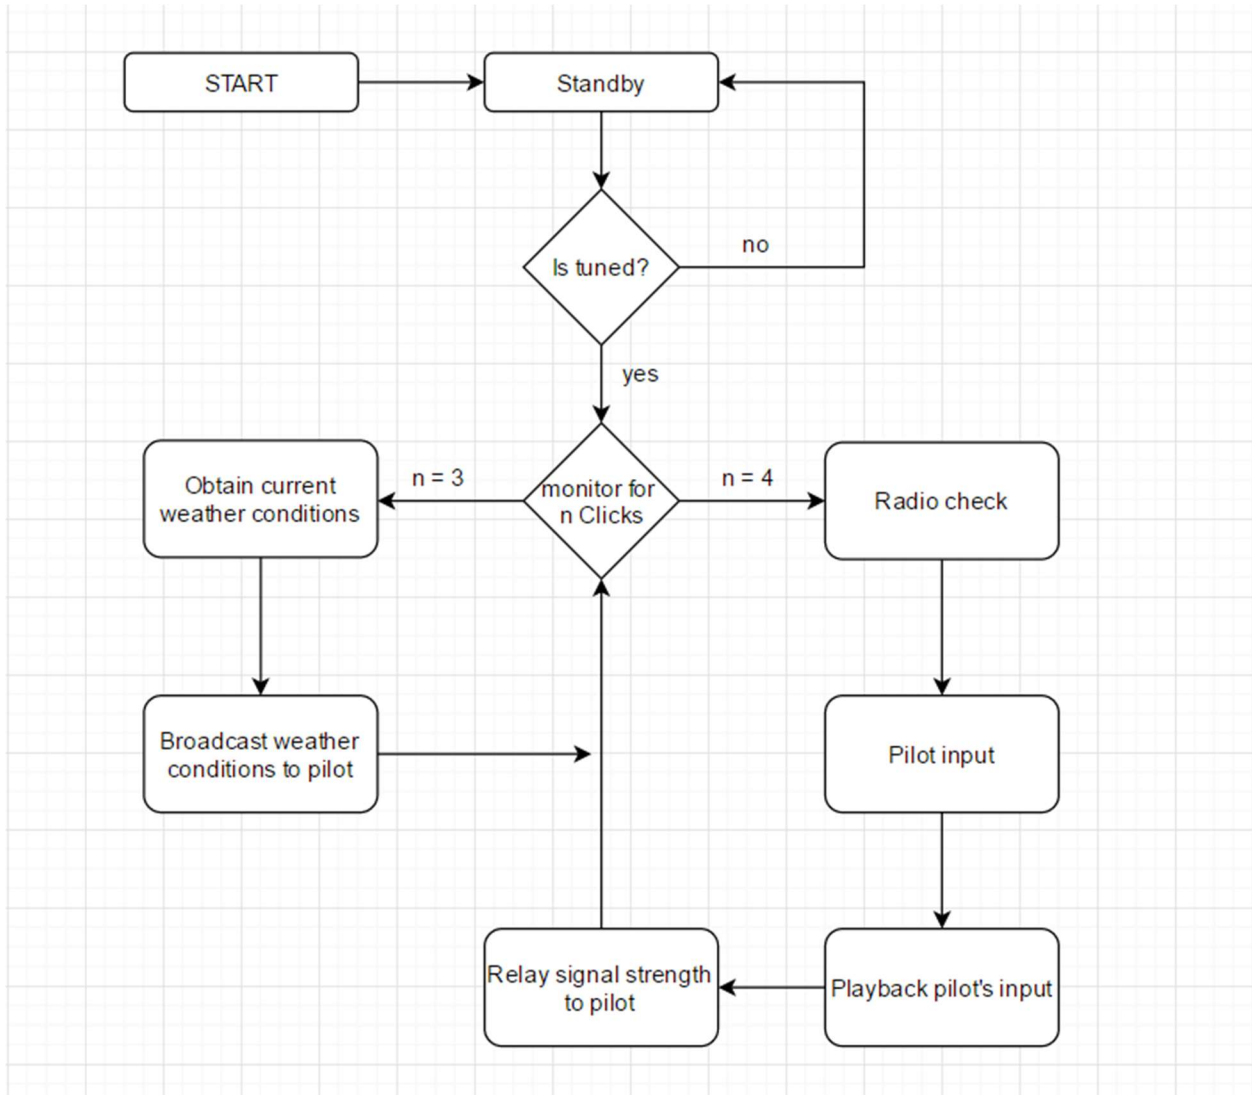 START
Standby
Is tuned?
no
yes
n = 3
n = 4
Obtain current
weather conditions
monitor for
n Clicks
Radio check
Broadcast weather
conditions to pilot
Pilot input
Relay signal strength
to pilot
Playback pilot's input